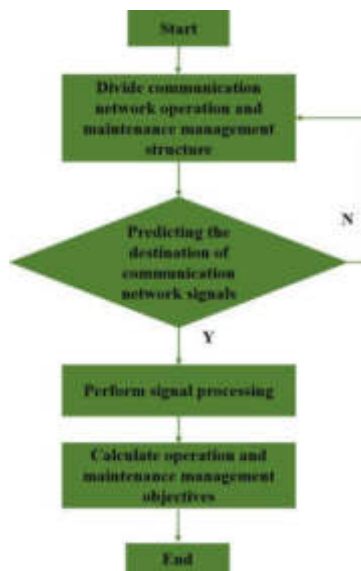 Start
Divide communication
network operation and
maintenance management
structure
N
Predicting the
destination of
communication
network signals
Y
Perform signal processing
Calculate operation and
maintenance management
objectives
End